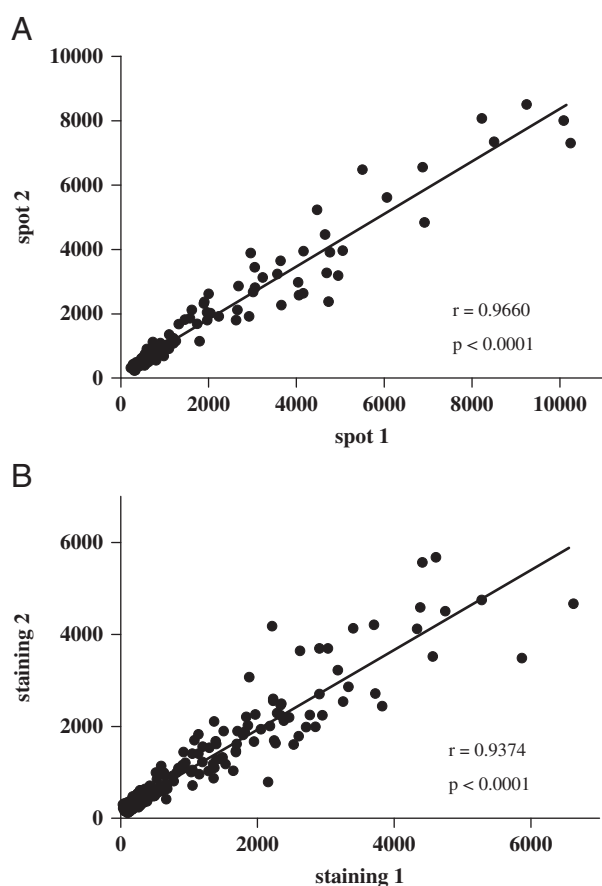 A
10000
8000
6000
4000
2000
0
spot 2
0 2000 4000 6000 8000 10000
spot 1
r = 0.9660
p < 0.0001
B
6000
4000
2000
0
staining 2
0 2000 4000 6000
staining 1
r = 0.9374
p < 0.0001